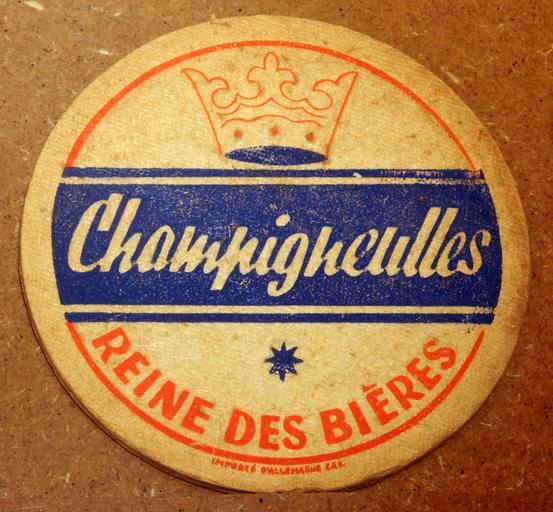 Champigneulles
REINE DES BIÈRES
IMPORTÉ D'ALLEMAGNE